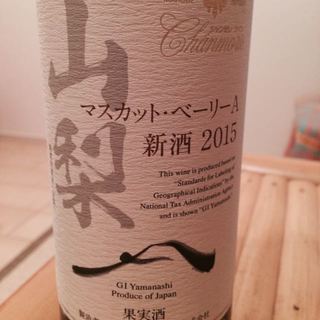 山梨
Chanmoris
マスカット・ベーリーA
新酒 2015
This wine is produced based on
"Standards for Labeling of
Geographical Indications" by the
National Tax Administration Agency
and is shown "GI Yamanashi".
GI Yamanashi
Produce of Japan
果実酒